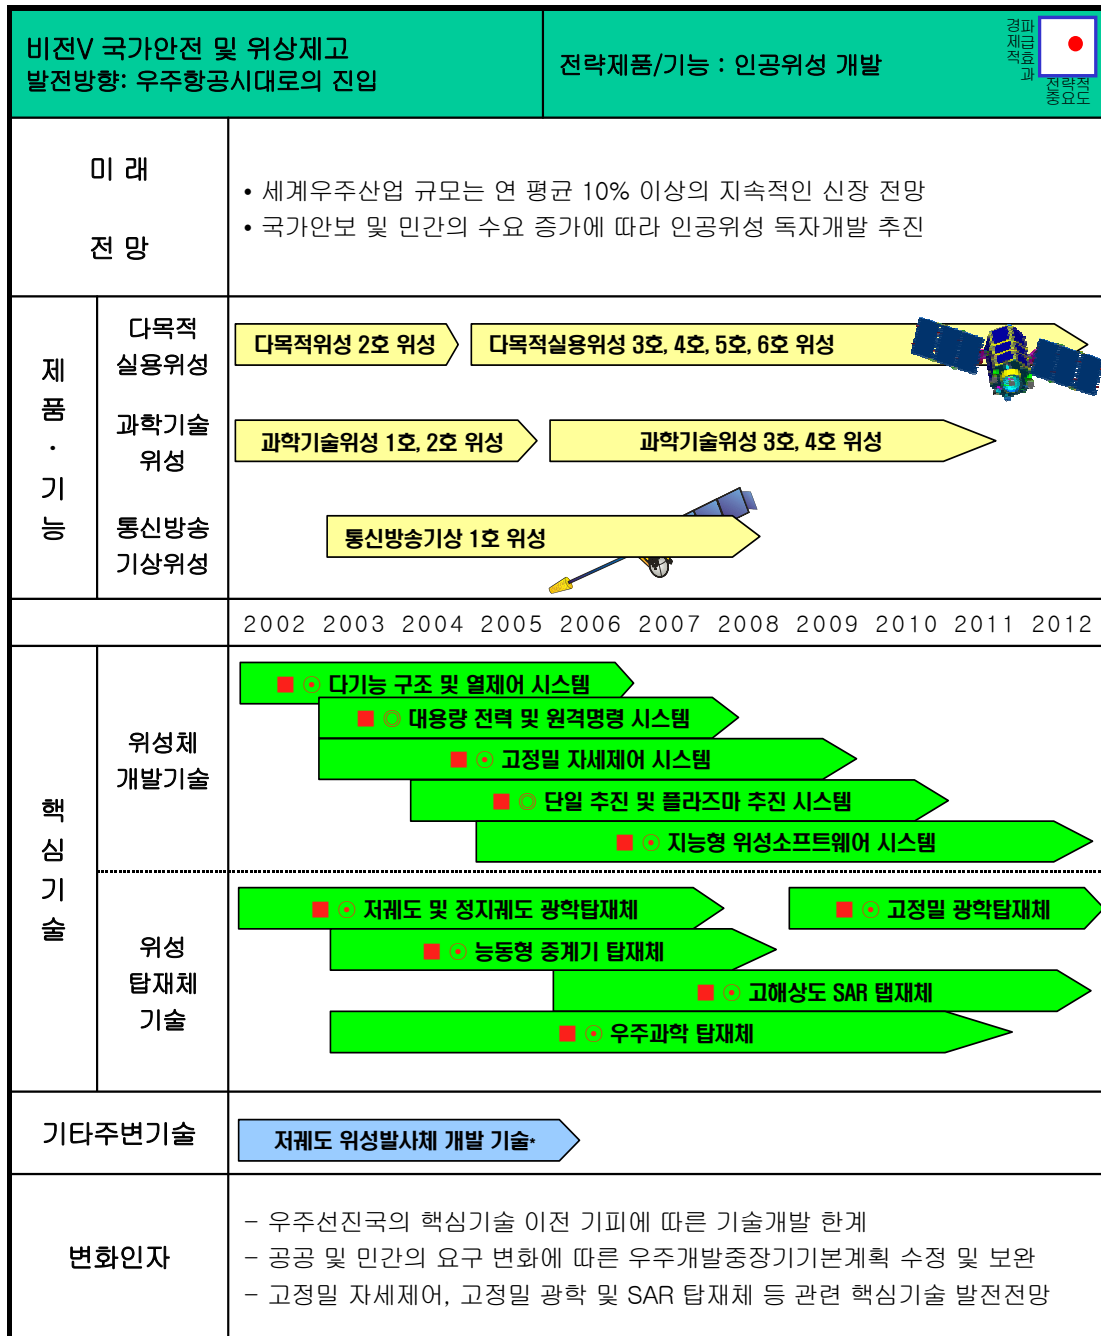 비전V 국가안전 및 위상제고
발전방향: 우주항공시대로의 진입
전략제품/기능 : 인공위성 개발
경제적
파급효과
전략적
중요도
미 래
전 망
• 세계우주산업 규모는 연 평균 10% 이상의 지속적인 신장 전망
• 국가안보 및 민간의 수요 증가에 따라 인공위성 독자개발 추진
제
품
·
기
능
다목적
실용위성
다목적위성 2호 위성
다목적실용위성 3호, 4호, 5호, 6호 위성
과학기술
위성
과학기술위성 1호, 2호 위성
과학기술위성 3호, 4호 위성
통신방송
기상위성
통신방송기상 1호 위성
2002 2003 2004 2005 2006 2007 2008 2009 2010 2011 2012
핵
심
기
술
위성체
개발기술
■ ⊙ 다기능 구조 및 열제어 시스템
■ ◎ 대용량 전력 및 원격명령 시스템
■ ⊙ 고정밀 자세제어 시스템
■ ◎ 단일 추진 및 플라즈마 추진 시스템
■ ⊙ 지능형 위성소프트웨어 시스템
위성
탑재체
기술
■ ⊙ 저궤도 및 정지궤도 광학탑재체
■ ⊙ 고정밀 광학탑재체
■ ⊙ 능동형 중계기 탑재체
■ ⊙ 고해상도 SAR 탭재체
■ ⊙ 우주과학 탑재체
기타주변기술
저궤도 위성발사체 개발 기술*
변화인자
– 우주선진국의 핵심기술 이전 기피에 따른 기술개발 한계
– 공공 및 민간의 요구 변화에 따른 우주개발중장기기본계획 수정 및 보완
– 고정밀 자세제어, 고정밀 광학 및 SAR 탑재체 등 관련 핵심기술 발전전망